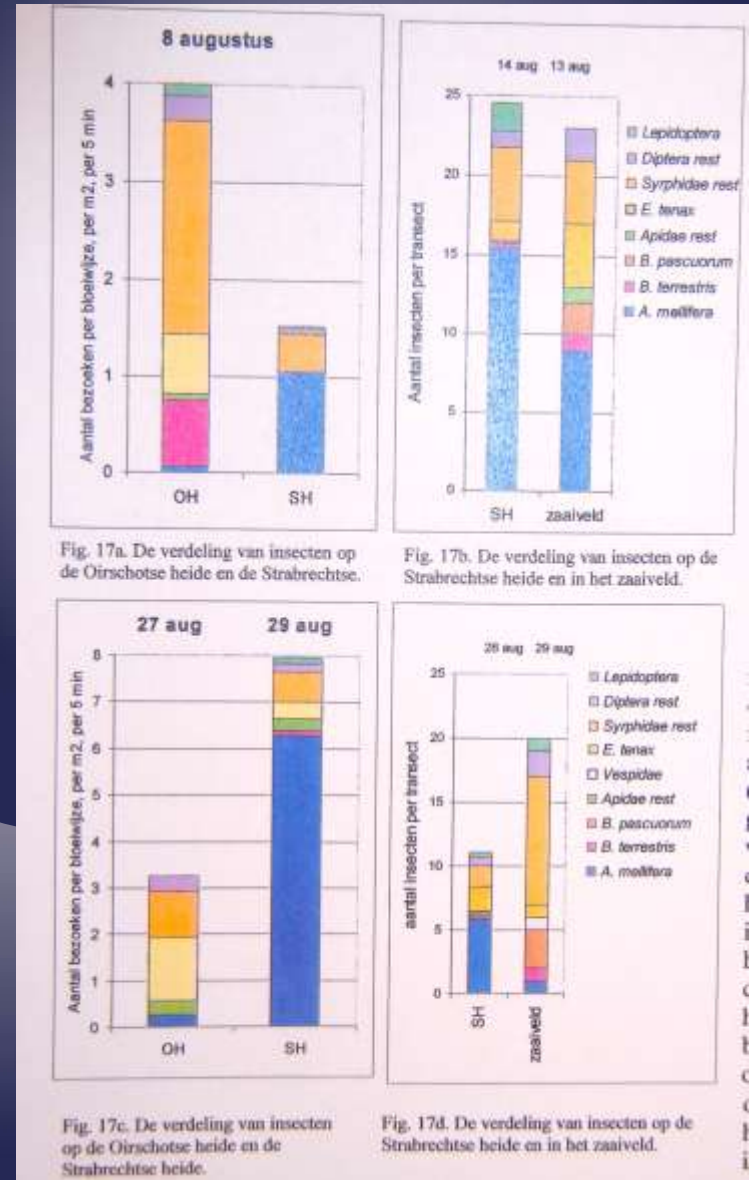 8 augustus
Aantal bezoeken per bloeiwijze, per m2, per 5 min
4
3
2
1
0
OH SH
Fig. 17a. De verdeling van insecten op
de Oirschotse heide en de Strabrechtse.
14 aug 13 aug
Aantal insecten per transect
25
20
15
10
5
0
SH zaaiveld
Lepidoptera
Diptera rest
Syrphidae rest
E. tenax
Apidae rest
B. pascuorum
B. terrestris
A. mellifera
Fig. 17b. De verdeling van insecten op de
Strabrechtse heide en in het zaaiveld.
27 aug 29 aug
Aantal bezoeken per bloeiwijze, per m2, per 5 min
8
7
6
5
4
3
2
1
0
OH SH
Fig. 17c. De verdeling van insecten
op de Oirschotse heide en de
Strabrechtse heide.
28 aug 29 aug
aantal insecten per transect
25
20
15
10
5
0
SH zaaiveld
Lepidoptera
Diptera rest
Syrphidae rest
E. tenax
Vespidae
Apidae rest
B. pascuorum
B. terrestris
A. mellifera
Fig. 17d. De verdeling van insecten op de
Strabrechtse heide en in het zaaiveld.